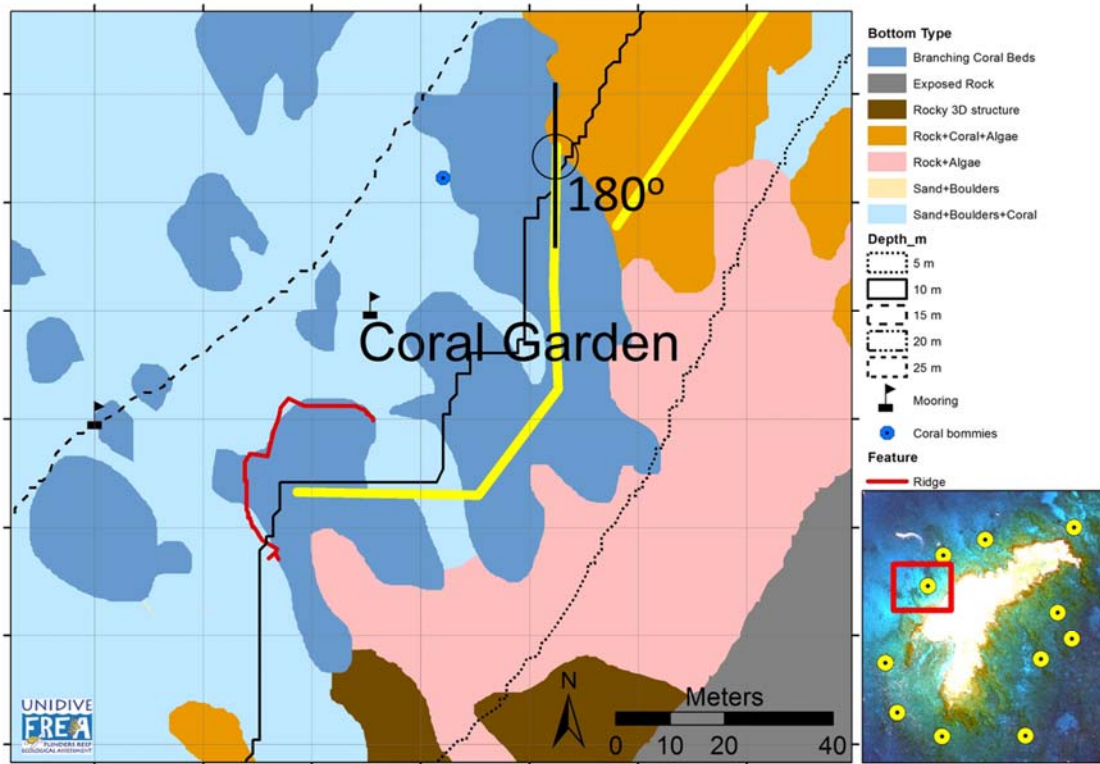 180º
Coral Garden
N
Meters
0 10 20 40
UNIDIVE
FREA
FLINDERS REEF
ECOLOGICAL ASSESSMENT
Bottom Type
Branching Coral Beds
Exposed Rock
Rocky 3D structure
Rock+Coral+Algae
Rock+Algae
Sand+Boulders
Sand+Boulders+Coral
Depth_m
5 m
10 m
15 m
20 m
25 m
Mooring
Coral bommies
Feature
Ridge